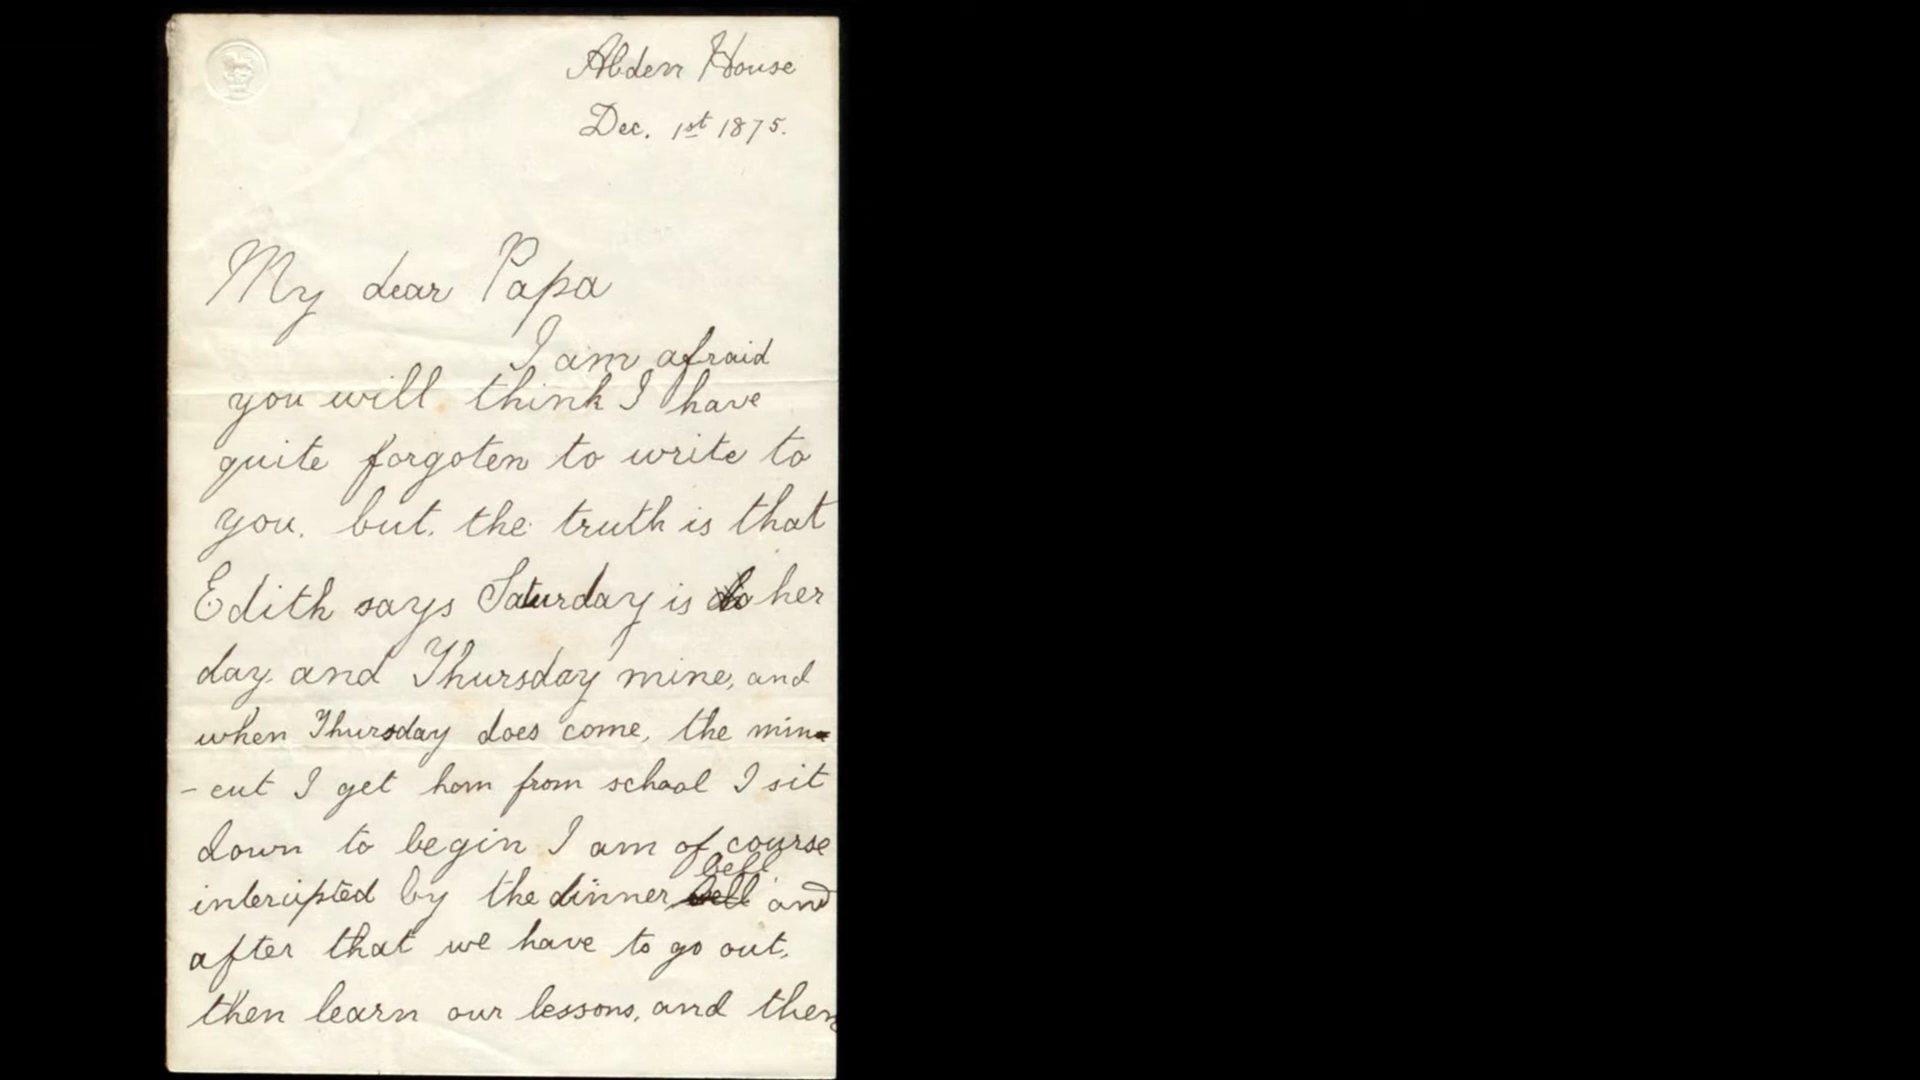 Abden House
Dec. 1st 1875.
My dear Papa
I am afraid
you will think I have
quite forgoten to write to
you. but. the truth is that
Edith says Saturday is her
day and Thursday mine, and
when Thursday does come, the min
-eut I get hom from school I sit
down to begin I am of course
bell
interupted by the dinner bell and
after that we have to go out,
then learn our lessons, and then